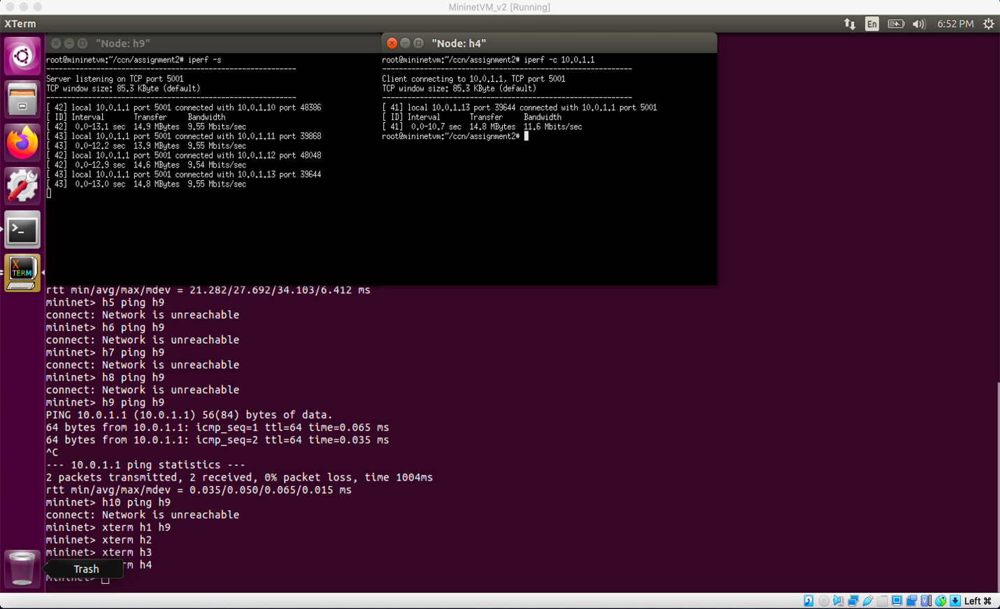 MininetVM_v2 [Running]
XTerm
En
6:52 PM
"Node: h9"
root@mininetvm:~/ccn/assignment2# iperf -s
------------------------------------------------------------
Server listening on TCP port 5001
TCP window size: 85.3 KByte (default)
------------------------------------------------------------
[ 42] local 10.0.1.1 port 5001 connected with 10.0.1.10 port 48386
[ ID] Interval       Transfer     Bandwidth
[ 42]  0.0-13.1 sec  14.9 MBytes  9.55 Mbits/sec
[ 43] local 10.0.1.1 port 5001 connected with 10.0.1.11 port 39868
[ 43]  0.0-12.2 sec  13.9 MBytes  9.55 Mbits/sec
[ 42] local 10.0.1.1 port 5001 connected with 10.0.1.12 port 48048
[ 42]  0.0-12.9 sec  14.6 MBytes  9.54 Mbits/sec
[ 43] local 10.0.1.1 port 5001 connected with 10.0.1.13 port 39644
[ 43]  0.0-13.0 sec  14.8 MBytes  9.55 Mbits/sec
"Node: h4"
root@mininetvm:~/ccn/assignment2# iperf -c 10.0.1.1
------------------------------------------------------------
Client connecting to 10.0.1.1, TCP port 5001
TCP window size: 85.3 KByte (default)
------------------------------------------------------------
[ 41] local 10.0.1.13 port 39644 connected with 10.0.1.1 port 5001
[ ID] Interval       Transfer     Bandwidth
[ 41]  0.0-10.7 sec  14.8 MBytes  11.6 Mbits/sec
root@mininetvm:~/ccn/assignment2#
X
TERM
rtt min/avg/max/mdev = 21.282/27.692/34.103/6.412 ms
mininet> h5 ping h9
connect: Network is unreachable
mininet> h6 ping h9
connect: Network is unreachable
mininet> h7 ping h9
connect: Network is unreachable
mininet> h8 ping h9
connect: Network is unreachable
mininet> h9 ping h9
PING 10.0.1.1 (10.0.1.1) 56(84) bytes of data.
64 bytes from 10.0.1.1: icmp_seq=1 ttl=64 time=0.065 ms
64 bytes from 10.0.1.1: icmp_seq=2 ttl=64 time=0.035 ms
^C
--- 10.0.1.1 ping statistics ---
2 packets transmitted, 2 received, 0% packet loss, time 1004ms
rtt min/avg/max/mdev = 0.035/0.050/0.065/0.015 ms
mininet> h10 ping h9
connect: Network is unreachable
mininet> xterm h1 h9
mininet> xterm h2
mininet> xterm h3
rm h4
Trash
mininet>
Left ⌘